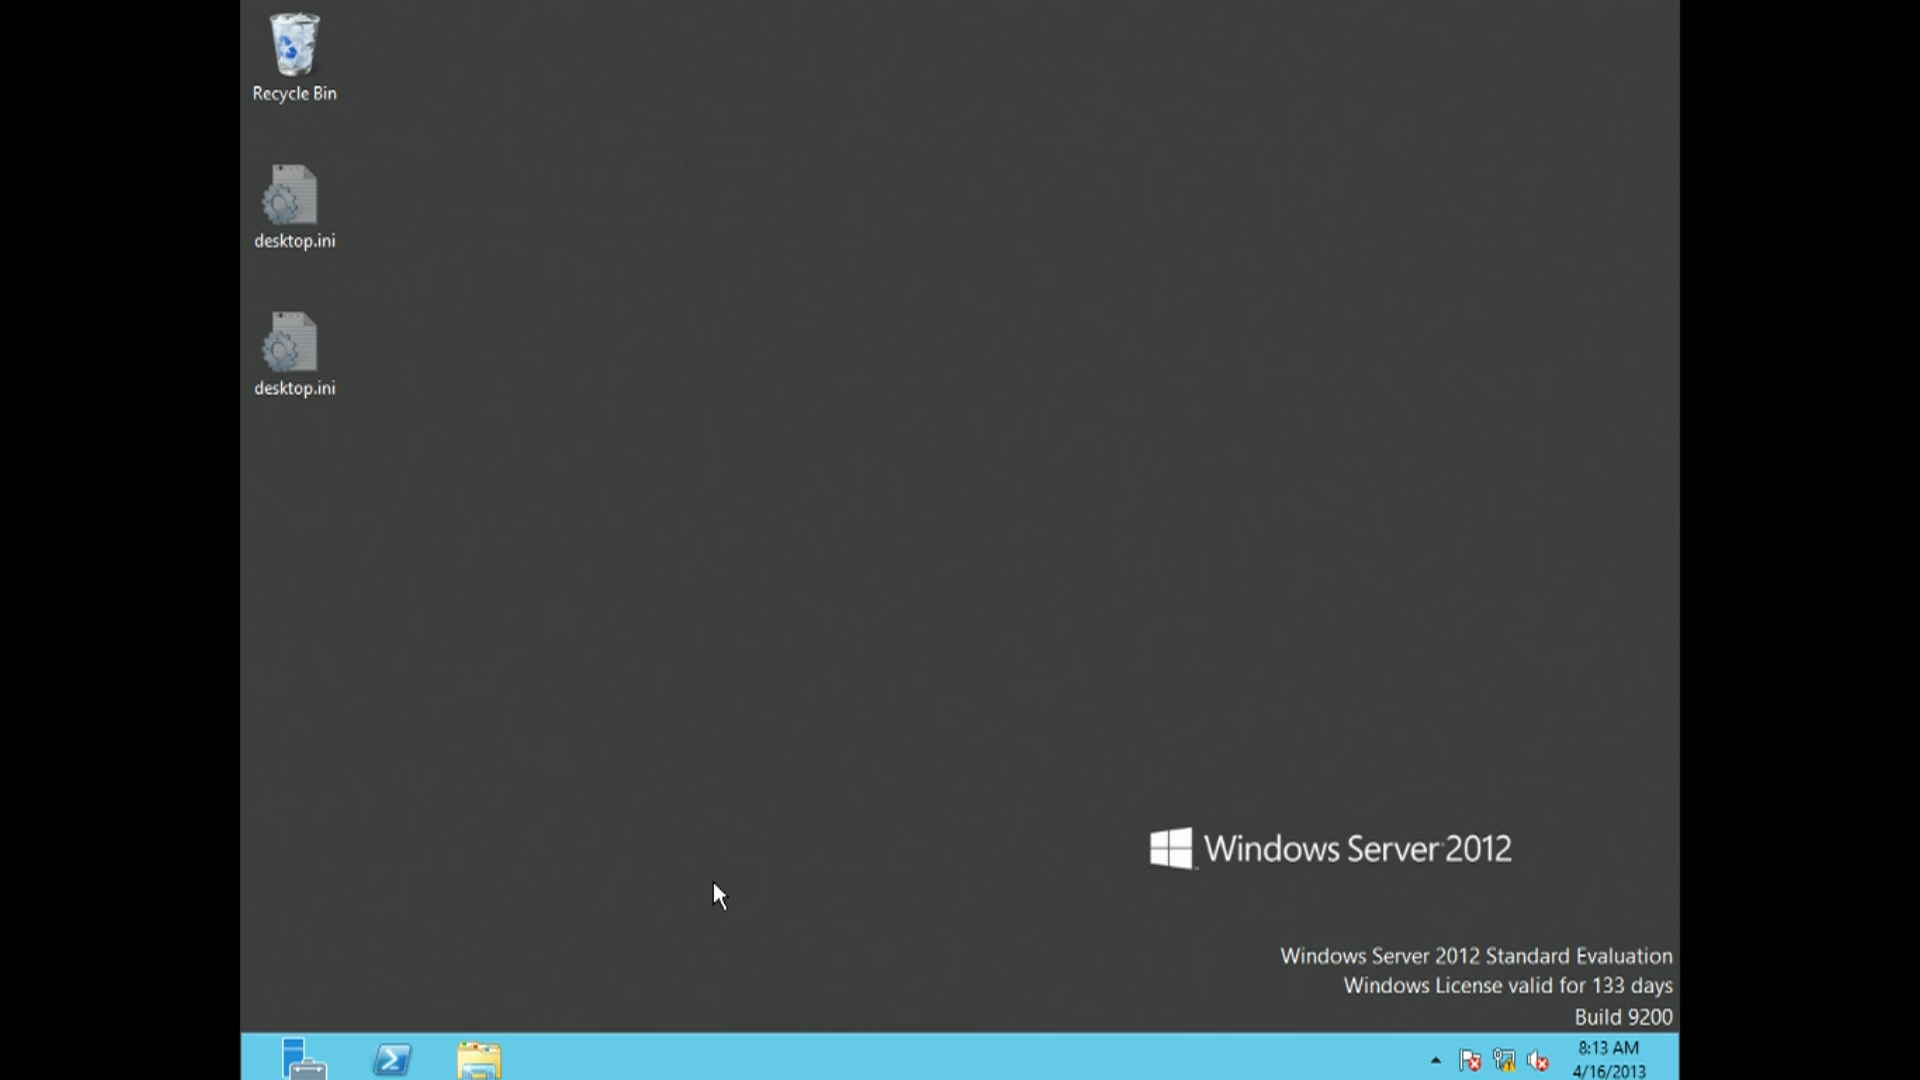 Recycle Bin
desktop.ini
desktop.ini
Windows Server 2012
Windows Server 2012 Standard Evaluation
Windows License valid for 133 days
Build 9200
8:13 AM
4/16/2013